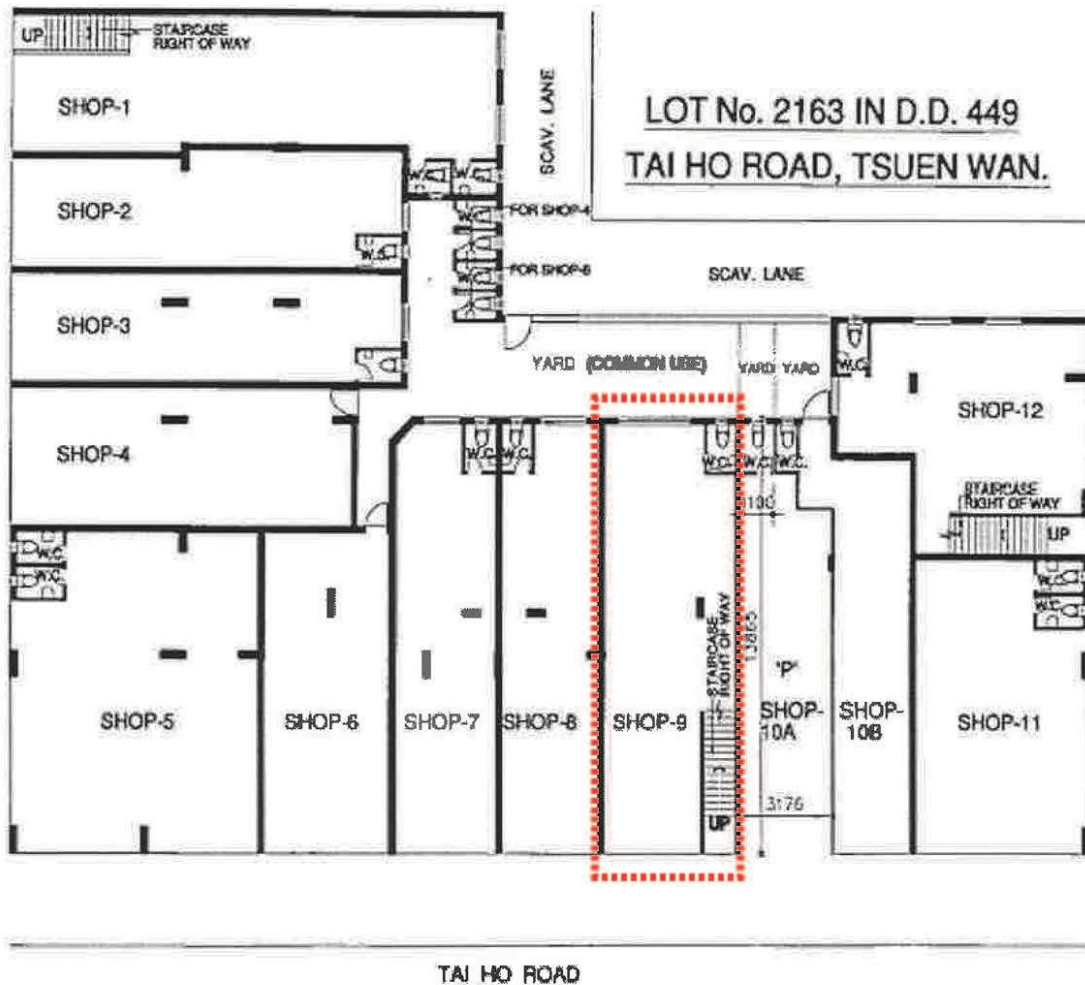 UP
STAIRCASE
RIGHT OF WAY
SHOP-1
SCAV. LANE
LOT No. 2163 IN D.D. 449
TAI HO ROAD, TSUEN WAN.
W.C.
W.C.
SHOP-2
W.C.
FOR SHOP-4
W.C.
W.C.
FOR SHOP-6
SCAV. LANE
SHOP-3
YARD (COMMON USE)
YARD
YARD
W.C.
SHOP-12
SHOP-4
W.C.
W.C.
W.C.
W.C.
W.C.
STAIRCASE
RIGHT OF WAY
UP
W.C.
W.C.
W.C.
W.C.
STAIRCASE
RIGHT OF WAY
13865
'P'
SHOP-5
SHOP-6
SHOP-7
SHOP-8
SHOP-9
SHOP-
10A
SHOP-
10B
SHOP-11
3176
UP
TAI HO ROAD